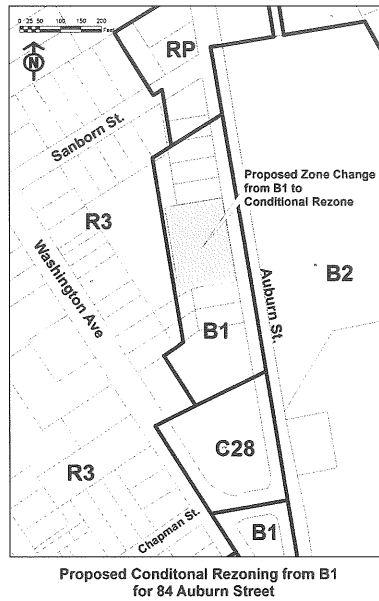 0 25 50 100 150 200
Feet
N
RP
Sanborn St.
Proposed Zone Change
from B1 to
Conditional Rezone
R3
Washington Ave
Auburn St.
B2
B1
C28
R3
Chapman St.
B1
Proposed Conditonal Rezoning from B1
for 84 Auburn Street